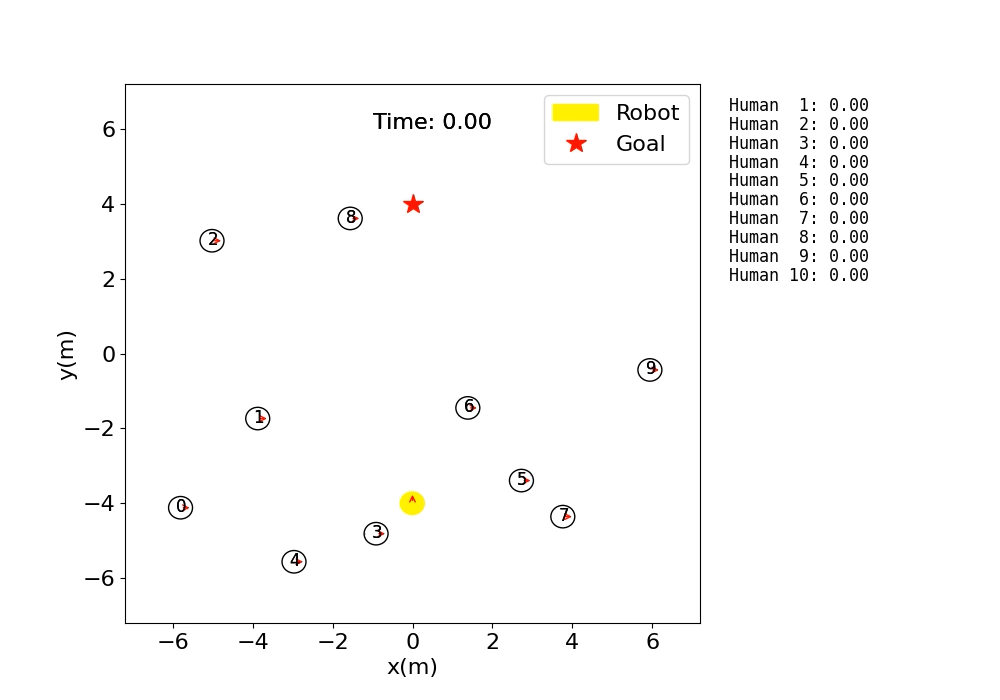 Time: 0.00
Robot
Goal
Human  1: 0.00
Human  2: 0.00
Human  3: 0.00
Human  4: 0.00
Human  5: 0.00
Human  6: 0.00
Human  7: 0.00
Human  8: 0.00
Human  9: 0.00
Human 10: 0.00
6
4
2
0
−2
−4
−6
y(m)
8
2
9
6
1
5
0
7
3
4
−6 −4 −2 0 2 4 6
x(m)